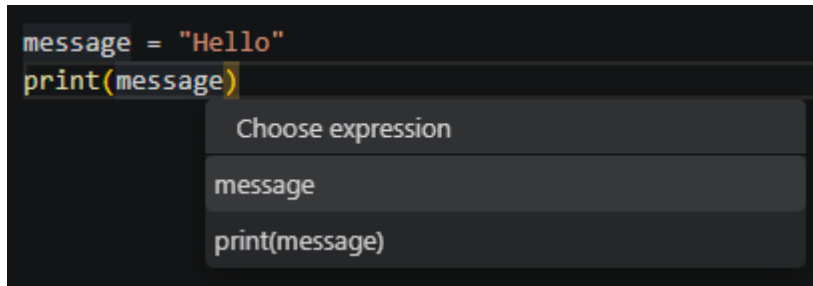 message = "Hello"
print(message)
Choose expression
message
print(message)